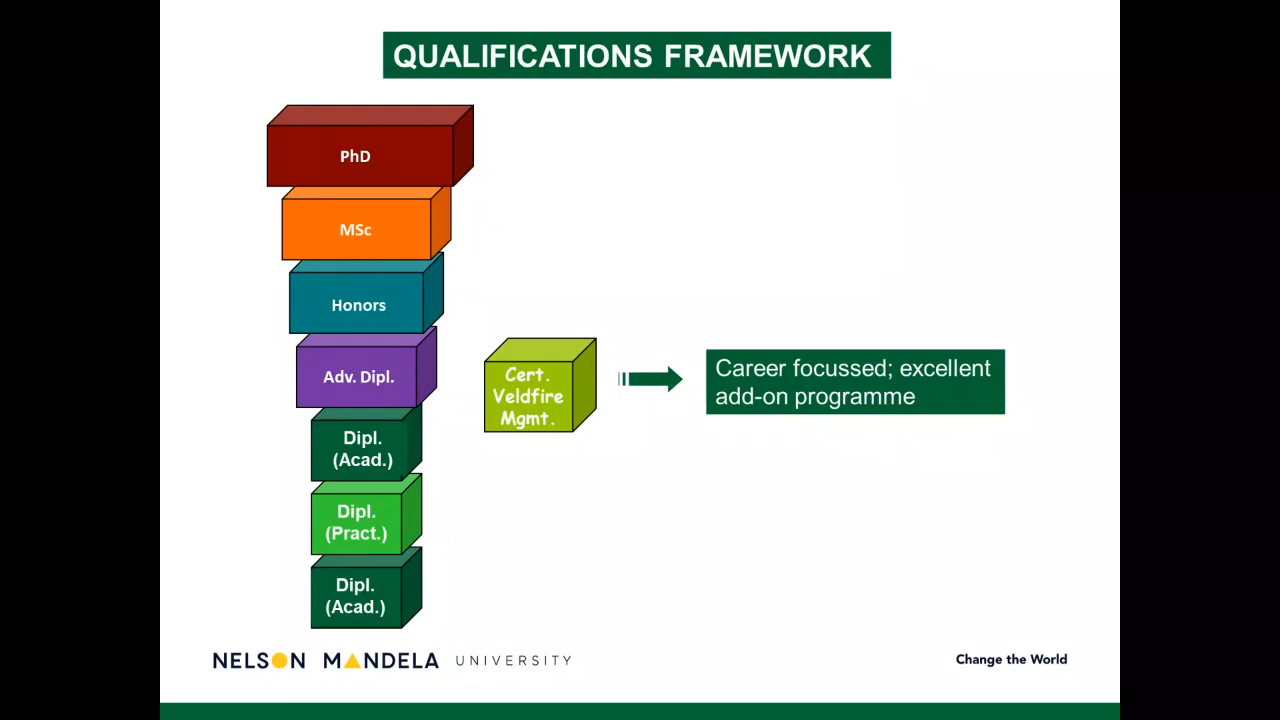 QUALIFICATIONS FRAMEWORK
PhD
MSc
Honors
Adv. Dipl.
Cert.
Veldfire
Mgmt.
Career focussed; excellent
add-on programme
Dipl.
(Acad.)
Dipl.
(Pract.)
Dipl.
(Acad.)
NELSON MANDELA UNIVERSITY
Change the World